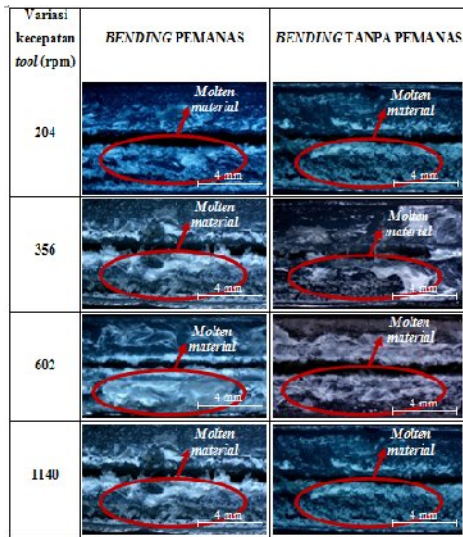 Variasi
kecepatan
tool (rpm)
BENDING PEMANAS
BENDING TANPA PEMANAS
204
Molten
material
4 mm
Molten
material
4 mm
356
Molten
material
4 mm
Molten
material
4 mm
602
Molten
material
4 mm
Molten
material
4 mm
1140
Molten
material
4 mm
Molten
material
4 mm